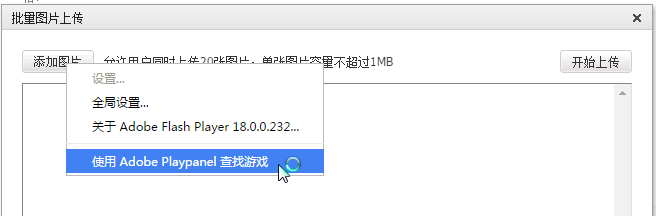 批量图片上传
添加图片 允许用户同时上传20张图片，单张图片容量不超过1MB 开始上传
设置...
全局设置...
关于 Adobe Flash Player 18.0.0.232...
使用 Adobe Playpanel 查找游戏